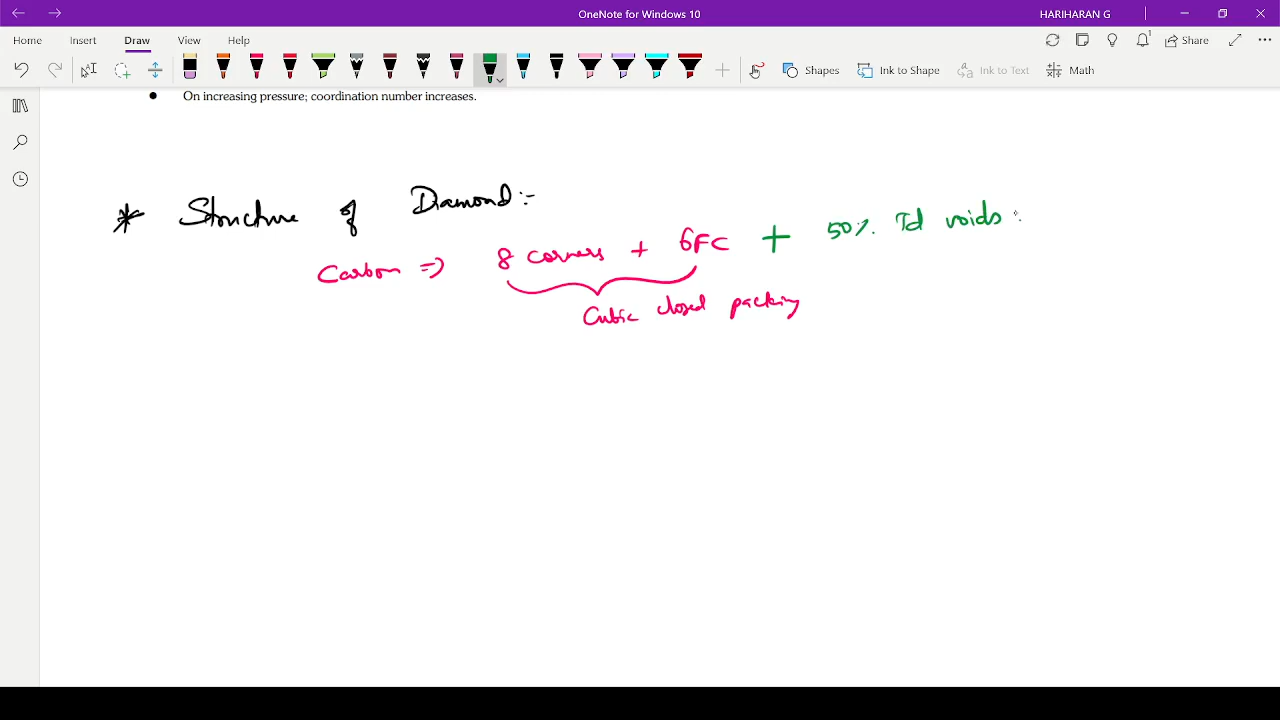 OneNote for Windows 10
HARIHARAN G
Home Insert Draw View Help
Share
Shapes Ink to Shape Ink to Text Math
• On increasing pressure; coordination number increases.
* Structure of Diamond :-
Carbon => 8 corners + 6FC + 50% Td voids
Cubic closed packing